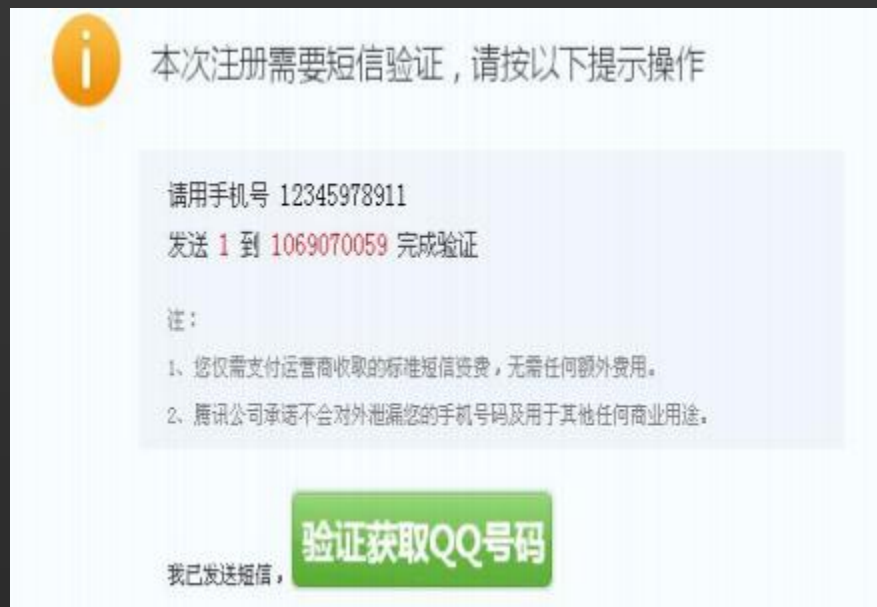 本次注册需要短信验证，请按以下提示操作
请用手机号 12345978911
发送 1 到 1069070059 完成验证
注：
1、您仅需支付运营商收取的标准短信资费，无需任何额外费用。
2、腾讯公司承诺不会对外泄漏您的手机号码及用于其他任何商业用途。
我已发送短信，验证获取QQ号码